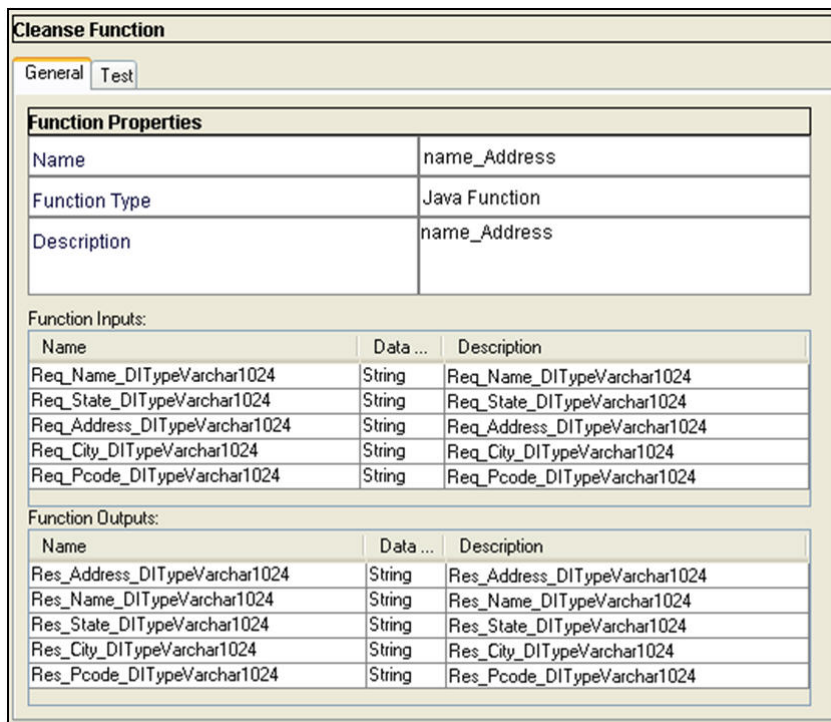 Cleanse Function
General Test
Function Properties
Name name_Address
Function Type Java Function
Description name_Address
Function Inputs:
Name Data ... Description
Req_Name_DITypeVarchar1024 String Req_Name_DITypeVarchar1024
Req_State_DITypeVarchar1024 String Req_State_DITypeVarchar1024
Req_Address_DITypeVarchar1024 String Req_Address_DITypeVarchar1024
Req_City_DITypeVarchar1024 String Req_City_DITypeVarchar1024
Req_Pcode_DITypeVarchar1024 String Req_Pcode_DITypeVarchar1024
Function Outputs:
Name Data ... Description
Res_Address_DITypeVarchar1024 String Res_Address_DITypeVarchar1024
Res_Name_DITypeVarchar1024 String Res_Name_DITypeVarchar1024
Res_State_DITypeVarchar1024 String Res_State_DITypeVarchar1024
Res_City_DITypeVarchar1024 String Res_City_DITypeVarchar1024
Res_Pcode_DITypeVarchar1024 String Res_Pcode_DITypeVarchar1024